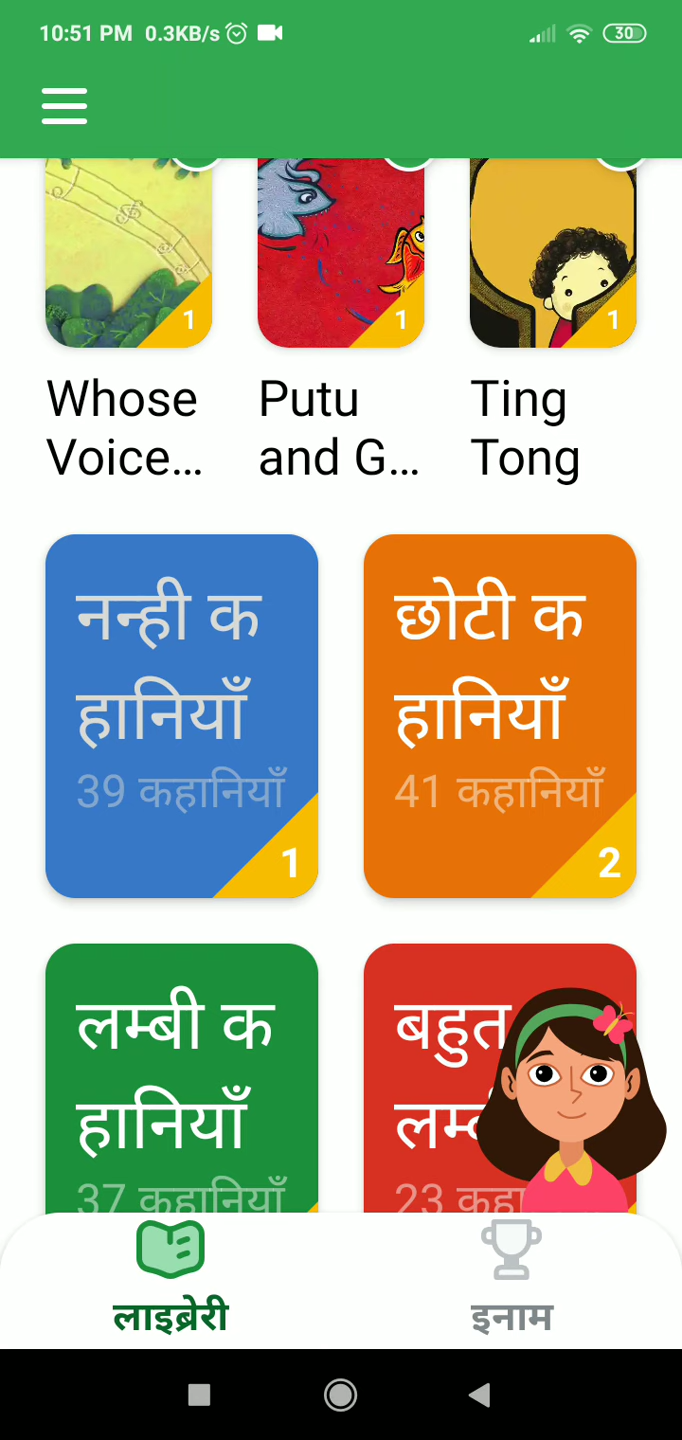 10:51 PM 0.3KB/s 30
1 1 1
Whose Putu Ting
Voice... and G... Tong
नन्ही क छोटी क
हानियाँ हानियाँ
39 कहानियाँ 41 कहानियाँ
1 2
लम्बी क बहुत
हानियाँ
37 कहानियाँ 23
लाइब्रेरी इनाम